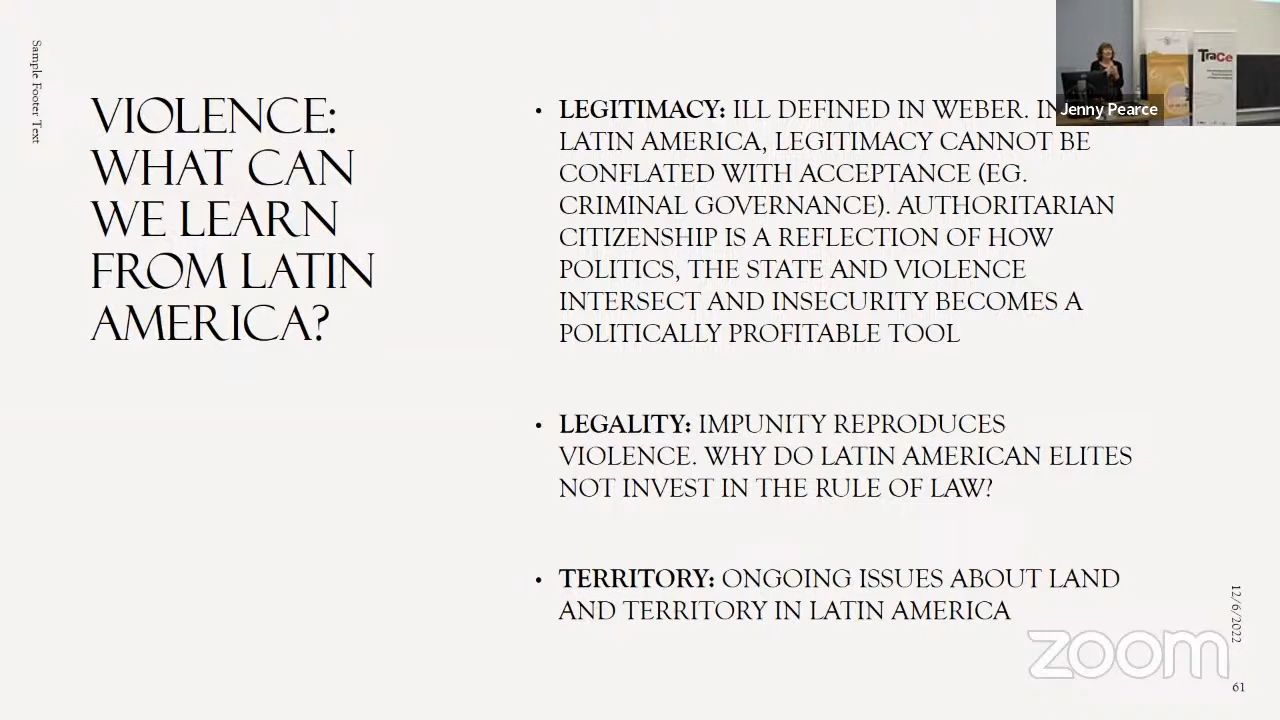 Sample Footer Text
VIOLENCE:
WHAT CAN
WE LEARN
FROM LATIN
AMERICA?
• LEGITIMACY: ILL DEFINED IN WEBER. IN
LATIN AMERICA, LEGITIMACY CANNOT BE
CONFLATED WITH ACCEPTANCE (EG.
CRIMINAL GOVERNANCE). AUTHORITARIAN
CITIZENSHIP IS A REFLECTION OF HOW
POLITICS, THE STATE AND VIOLENCE
INTERSECT AND INSECURITY BECOMES A
POLITICALLY PROFITABLE TOOL
• LEGALITY: IMPUNITY REPRODUCES
VIOLENCE. WHY DO LATIN AMERICAN ELITES
NOT INVEST IN THE RULE OF LAW?
• TERRITORY: ONGOING ISSUES ABOUT LAND
AND TERRITORY IN LATIN AMERICA
TraCe
Jenny Pearce
12/6/2022
zoom
61